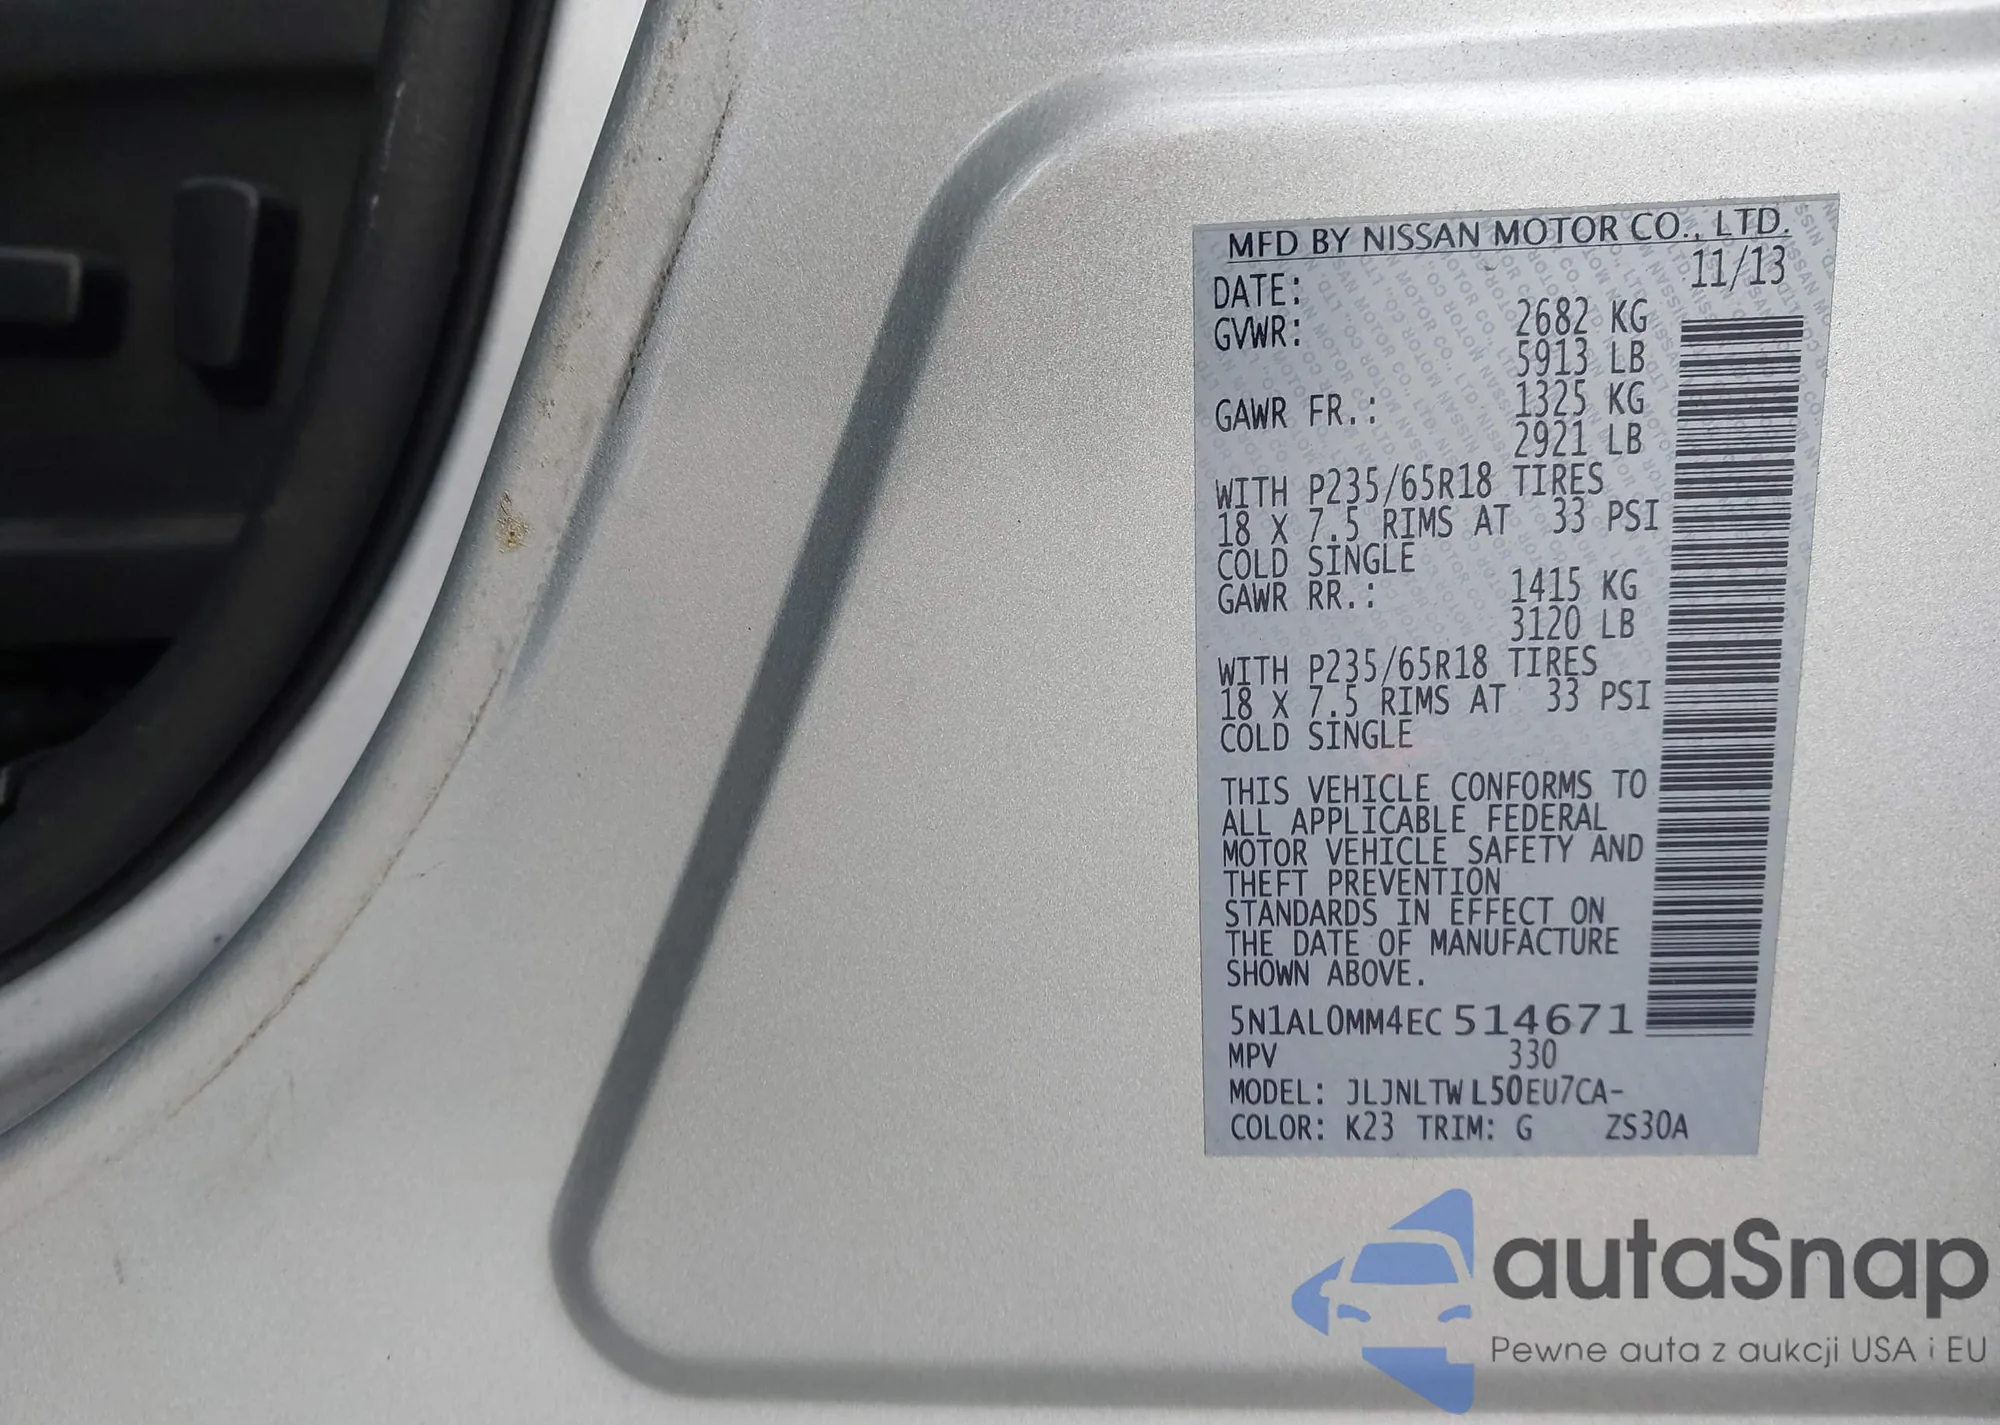 MFD BY NISSAN MOTOR CO., LTD.
DATE: 11/13
GVWR: 2682 KG
5913 LB
GAWR FR.: 1325 KG
2921 LB
WITH P235/65R18 TIRES
18 X 7.5 RIMS AT 33 PSI
COLD SINGLE
GAWR RR.: 1415 KG
3120 LB
WITH P235/65R18 TIRES
18 X 7.5 RIMS AT 33 PSI
COLD SINGLE
THIS VEHICLE CONFORMS TO
ALL APPLICABLE FEDERAL
MOTOR VEHICLE SAFETY AND
THEFT PREVENTION
STANDARDS IN EFFECT ON
THE DATE OF MANUFACTURE
SHOWN ABOVE.
5N1AL0MM4EC514671
MPV 330
MODEL: JLJNLTWL50EU7CA-
COLOR: K23 TRIM: G ZS30A
autaSnap
Pewne auta z aukcji USA i EU